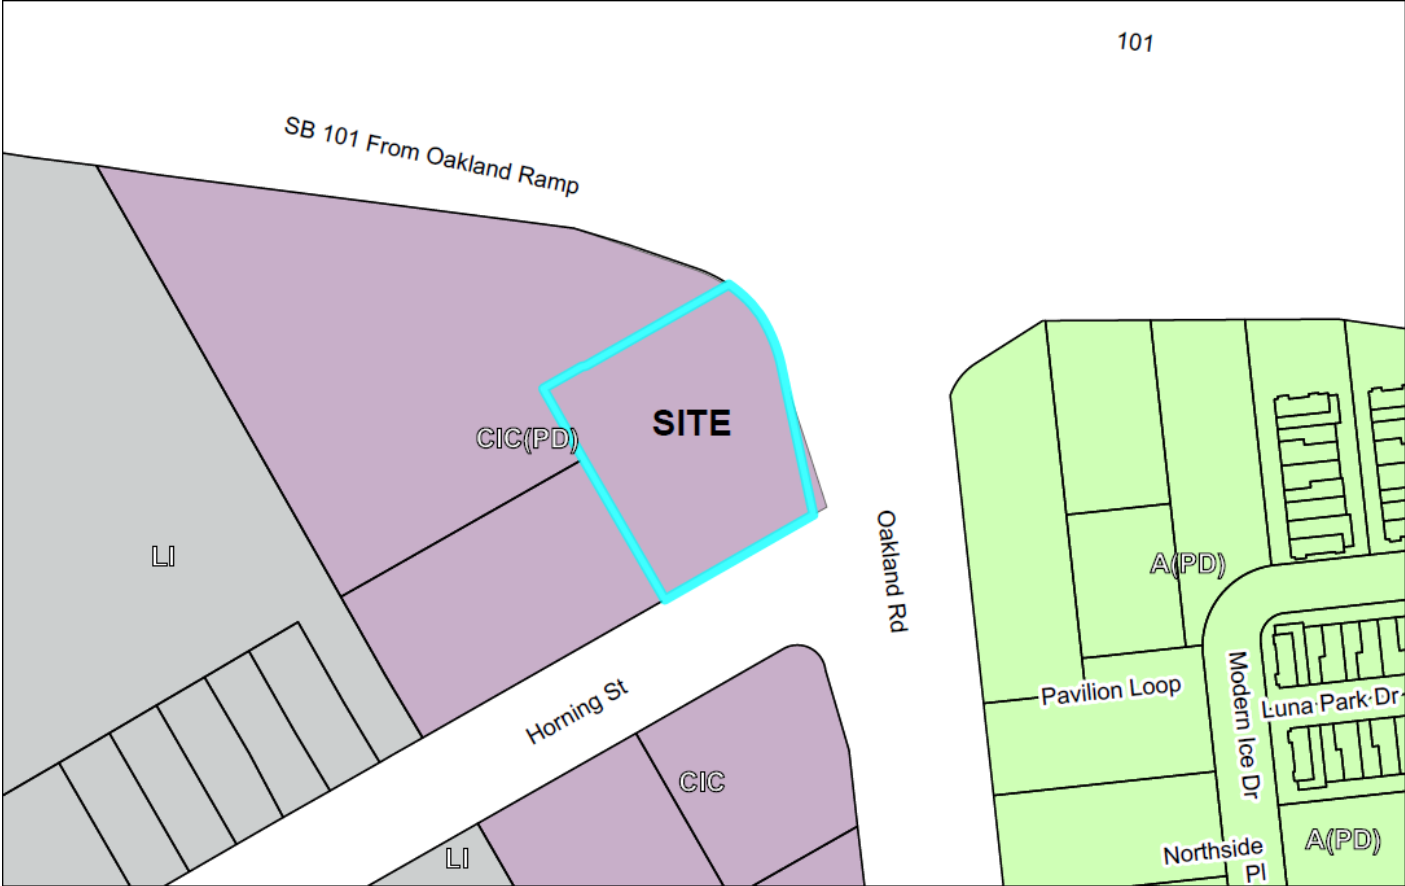 101
SB 101 From Oakland Ramp
SITE
CIC(PD)
LI
Oakland Rd
A(PD)
Pavilion Loop
Modern Ice Dr
Luna Park Dr
Horning St
CIC
LI
A(PD)
Northside
Pl